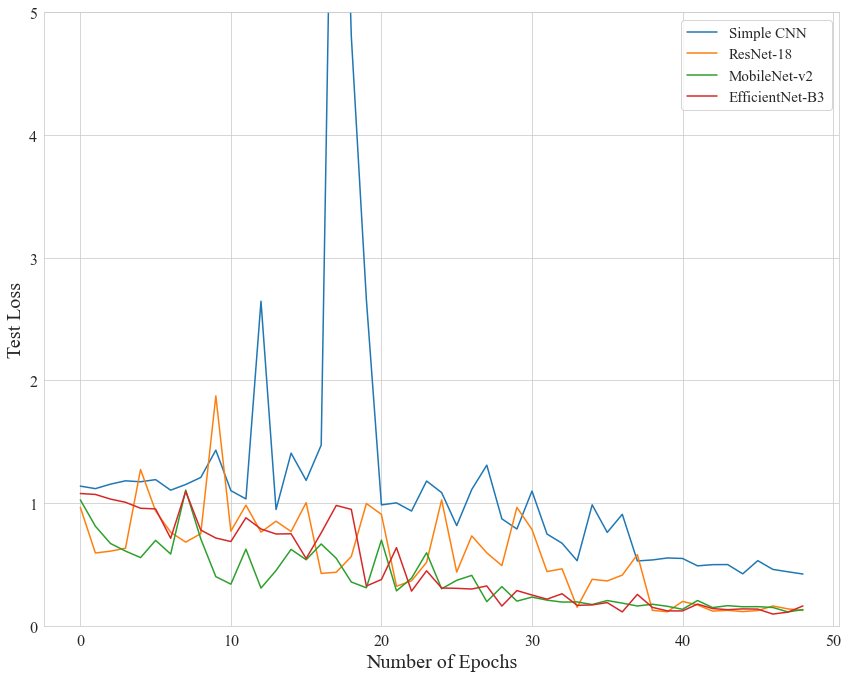 5
4
3
2
1
0
Test Loss
0 10 20 30 40 50
Number of Epochs
Simple CNN
ResNet-18
MobileNet-v2
EfficientNet-B3